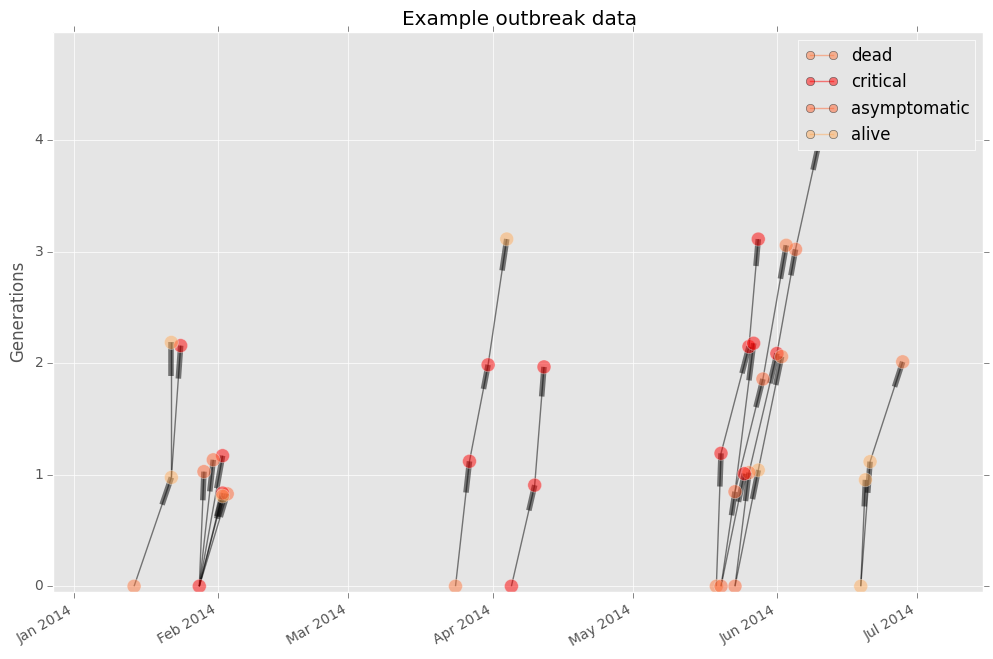 Example outbreak data
dead
critical
asymptomatic
alive
Generations
4
3
2
1
0
Jan 2014
Feb 2014
Mar 2014
Apr 2014
May 2014
Jun 2014
Jul 2014